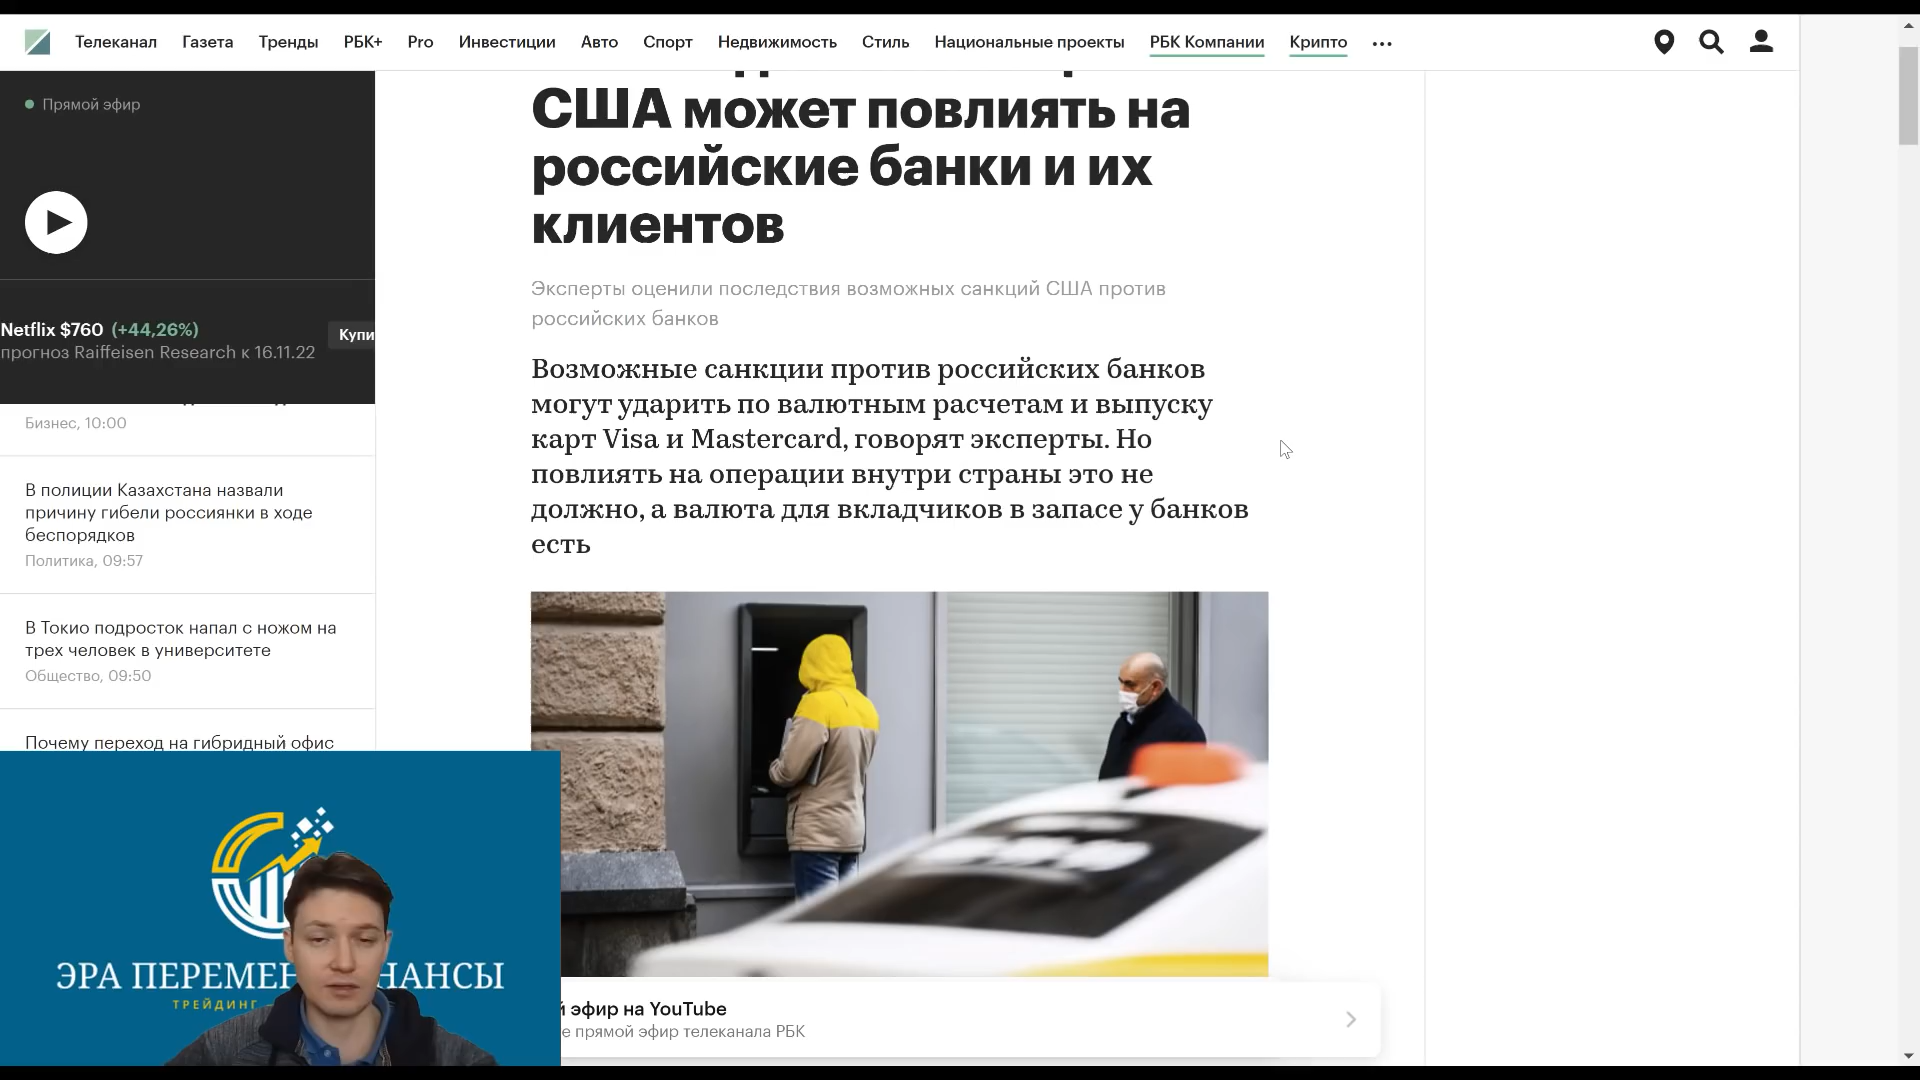 Телеканал Газета Тренды РБК+ Pro Инвестиции Авто Спорт Недвижимость Стиль Национальные проекты РБК Компании Крипто ...
Прямой эфир
Netflix $760 (+44,26%)
прогноз Raiffeisen Research к 16.11.22
Купи
Бизнес, 10:00
В полиции Казахстана назвали
причину гибели россиянки в ходе
беспорядков
Политика, 09:57
В Токио подросток напал с ножом на
трех человек в университете
Общество, 09:50
Почему переход на гибридный офис
США может повлиять на
российские банки и их
клиентов
Эксперты оценили последствия возможных санкций США против
российских банков
Возможные санкции против российских банков
могут ударить по валютным расчетам и выпуску
карт Visa и Mastercard, говорят эксперты. Но
повлиять на операции внутри страны это не
должно, а валюта для вкладчиков в запасе у банков
есть
й эфир на YouTube
е прямой эфир телеканала РБК
ЭРА ПЕРЕМЕН НАНСЫ
ТРЕЙДИНГ